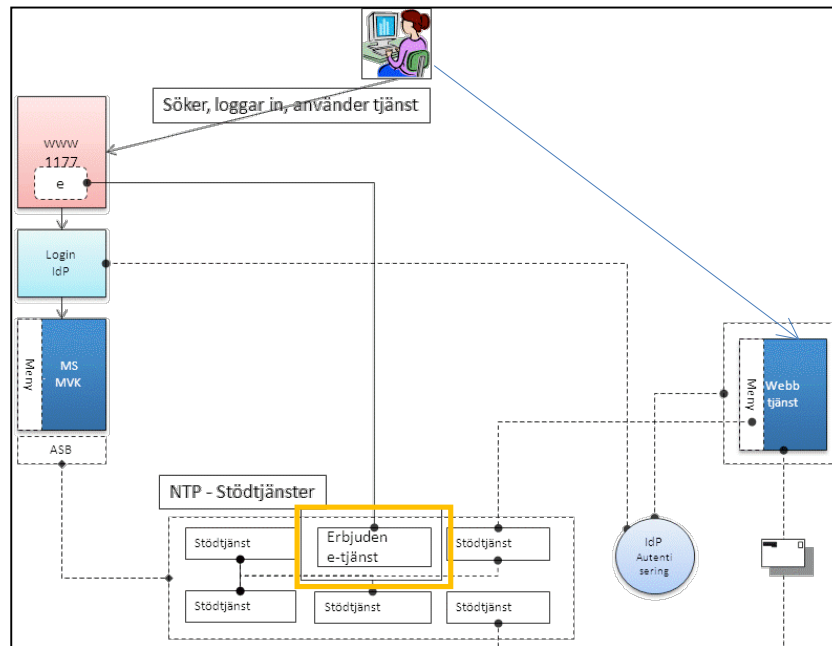 Söker, loggar in, använder tjänst
www
1177
e
Login
IdP
Meny
MS
MVK
ASB
Meny
Webb
tjänst
NTP - Stödtjänster
Stödtjänst
Erbjuden
e-tjänst
Stödtjänst
IdP
Autenti
sering
Stödtjänst
Stödtjänst
Stödtjänst